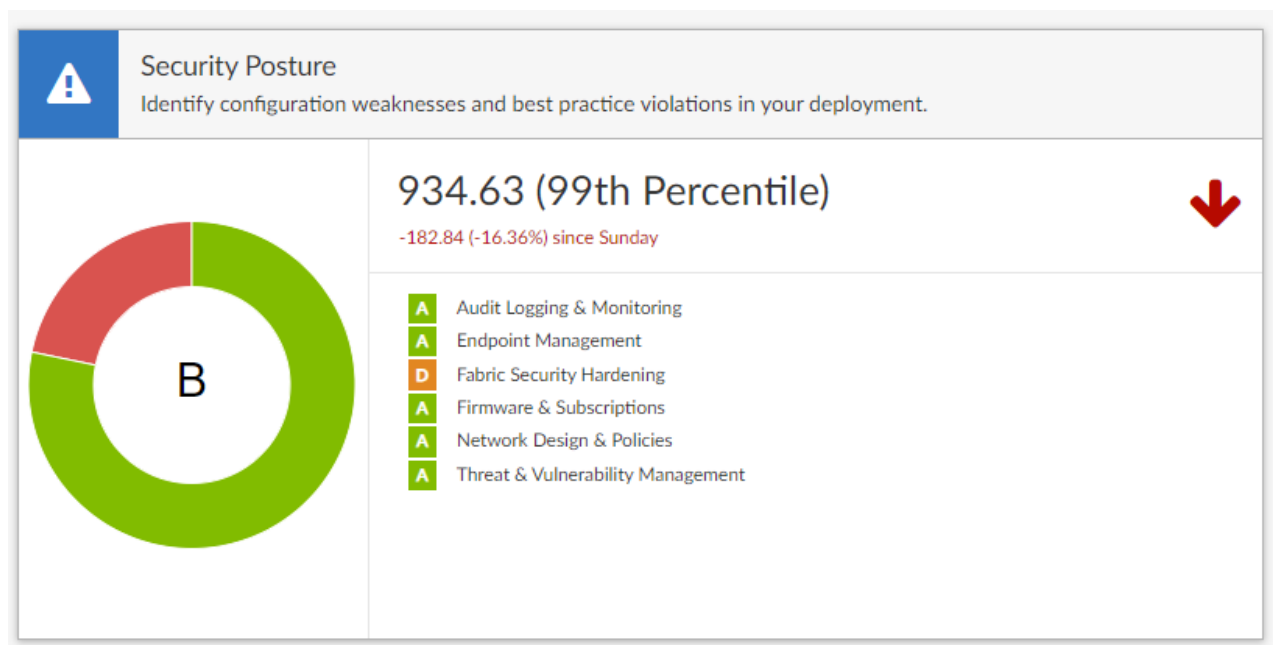 Security Posture
Identify configuration weaknesses and best practice violations in your deployment.
934.63 (99th Percentile)
-182.84 (-16.36%) since Sunday
B
A Audit Logging & Monitoring
A Endpoint Management
D Fabric Security Hardening
A Firmware & Subscriptions
A Network Design & Policies
A Threat & Vulnerability Management